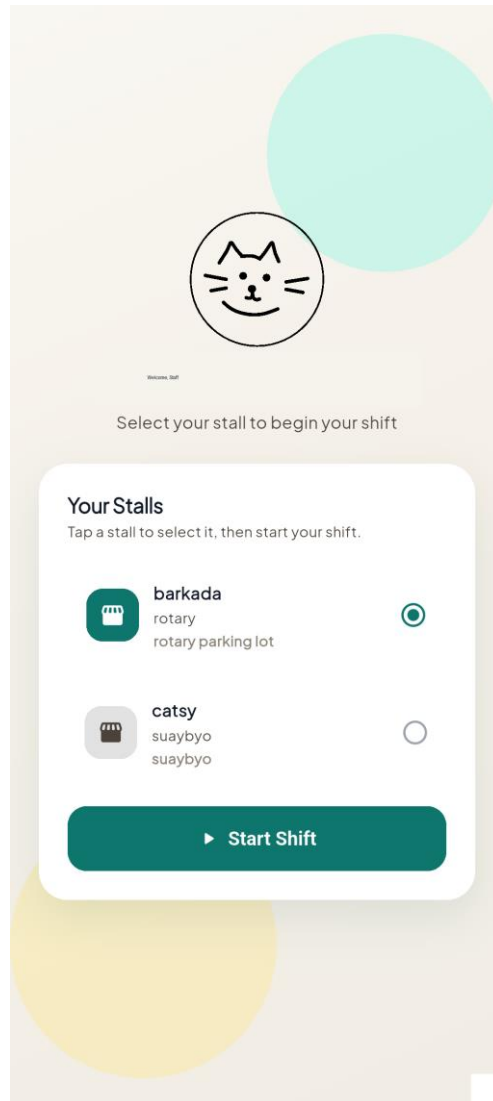 Welcome, Staff
Select your stall to begin your shift
Your Stalls
Tap a stall to select it, then start your shift.
barkada
rotary
rotary parking lot
catsy
suaybyo
suaybyo
Start Shift